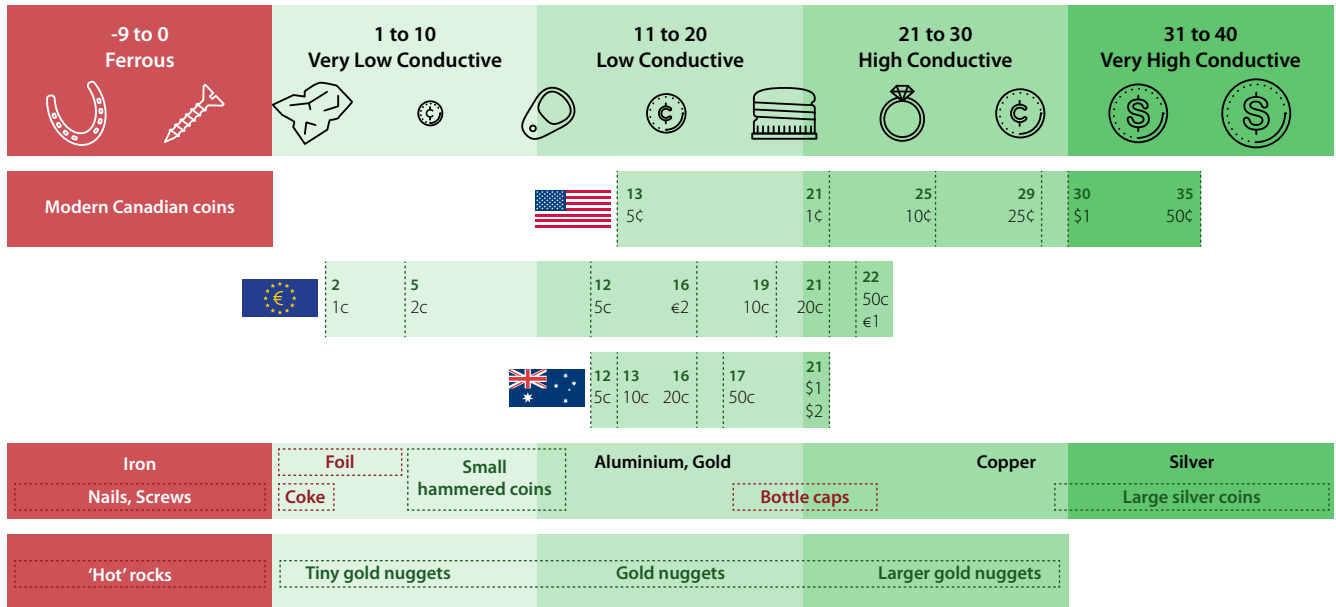 -9 to 0
Ferrous
1 to 10
Very Low Conductive
11 to 20
Low Conductive
21 to 30
High Conductive
31 to 40
Very High Conductive
¢
¢
¢
$
$
Modern Canadian coins
13
5¢
21
1¢
25
10¢
29
25¢
30
$1
35
50¢
€
2
1c
5
2c
12
5c
16
€2
19
10c
21
20c
22
50c
€1
12
5c
13
10c
16
20c
17
50c
21
$1
$2
Iron
Nails, Screws
Foil
Coke
Small
hammered coins
Aluminium, Gold
Bottle caps
Copper
Silver
Large silver coins
‘Hot’ rocks
Tiny gold nuggets
Gold nuggets
Larger gold nuggets